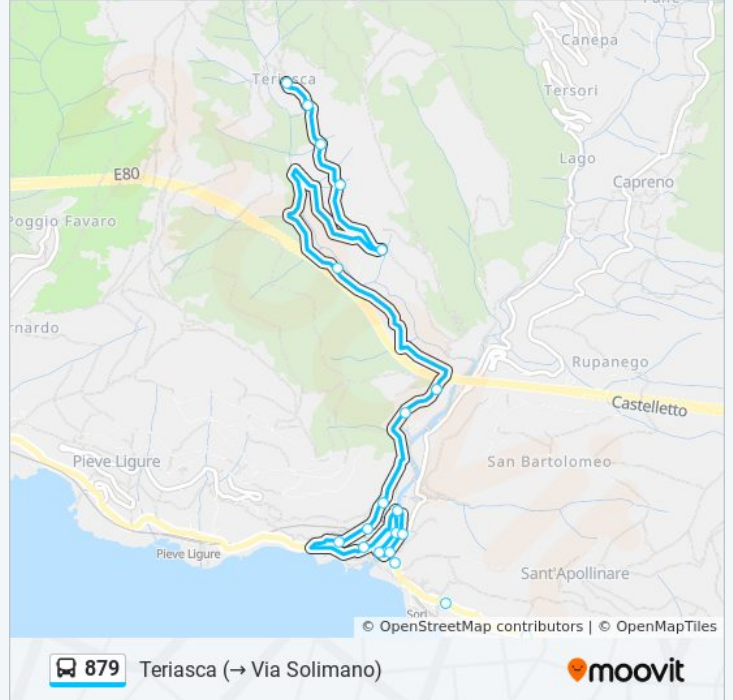 Pane
Canepa
Teriasca
Tersori
Lago
E80
Capreno
Poggio Favaro
rnardo
Rupanego
Castelletto
Pieve Ligure
San Bartolomeo
Pieve Ligure
Sant'Apollinare
Sori
© OpenStreetMap contributors | © OpenMapTiles
879 Teriasca (→ Via Solimano)
moovit